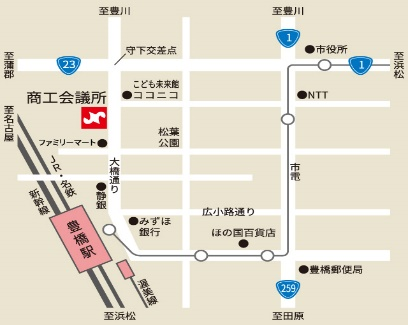 至豊川
至豊川
守下交差点
市役所
至蒲郡
23
1
1
至浜松
こども未来館
ココニコ
NTT
商工会議所
至名古屋
松葉
公園
ファミリーマート
JR・名鉄
新幹線
大橋通り
市電
静銀
広小路通り
みずほ
銀行
ほの国百貨店
豊橋駅
豊橋郵便局
渥美線
259
至浜松
至田原